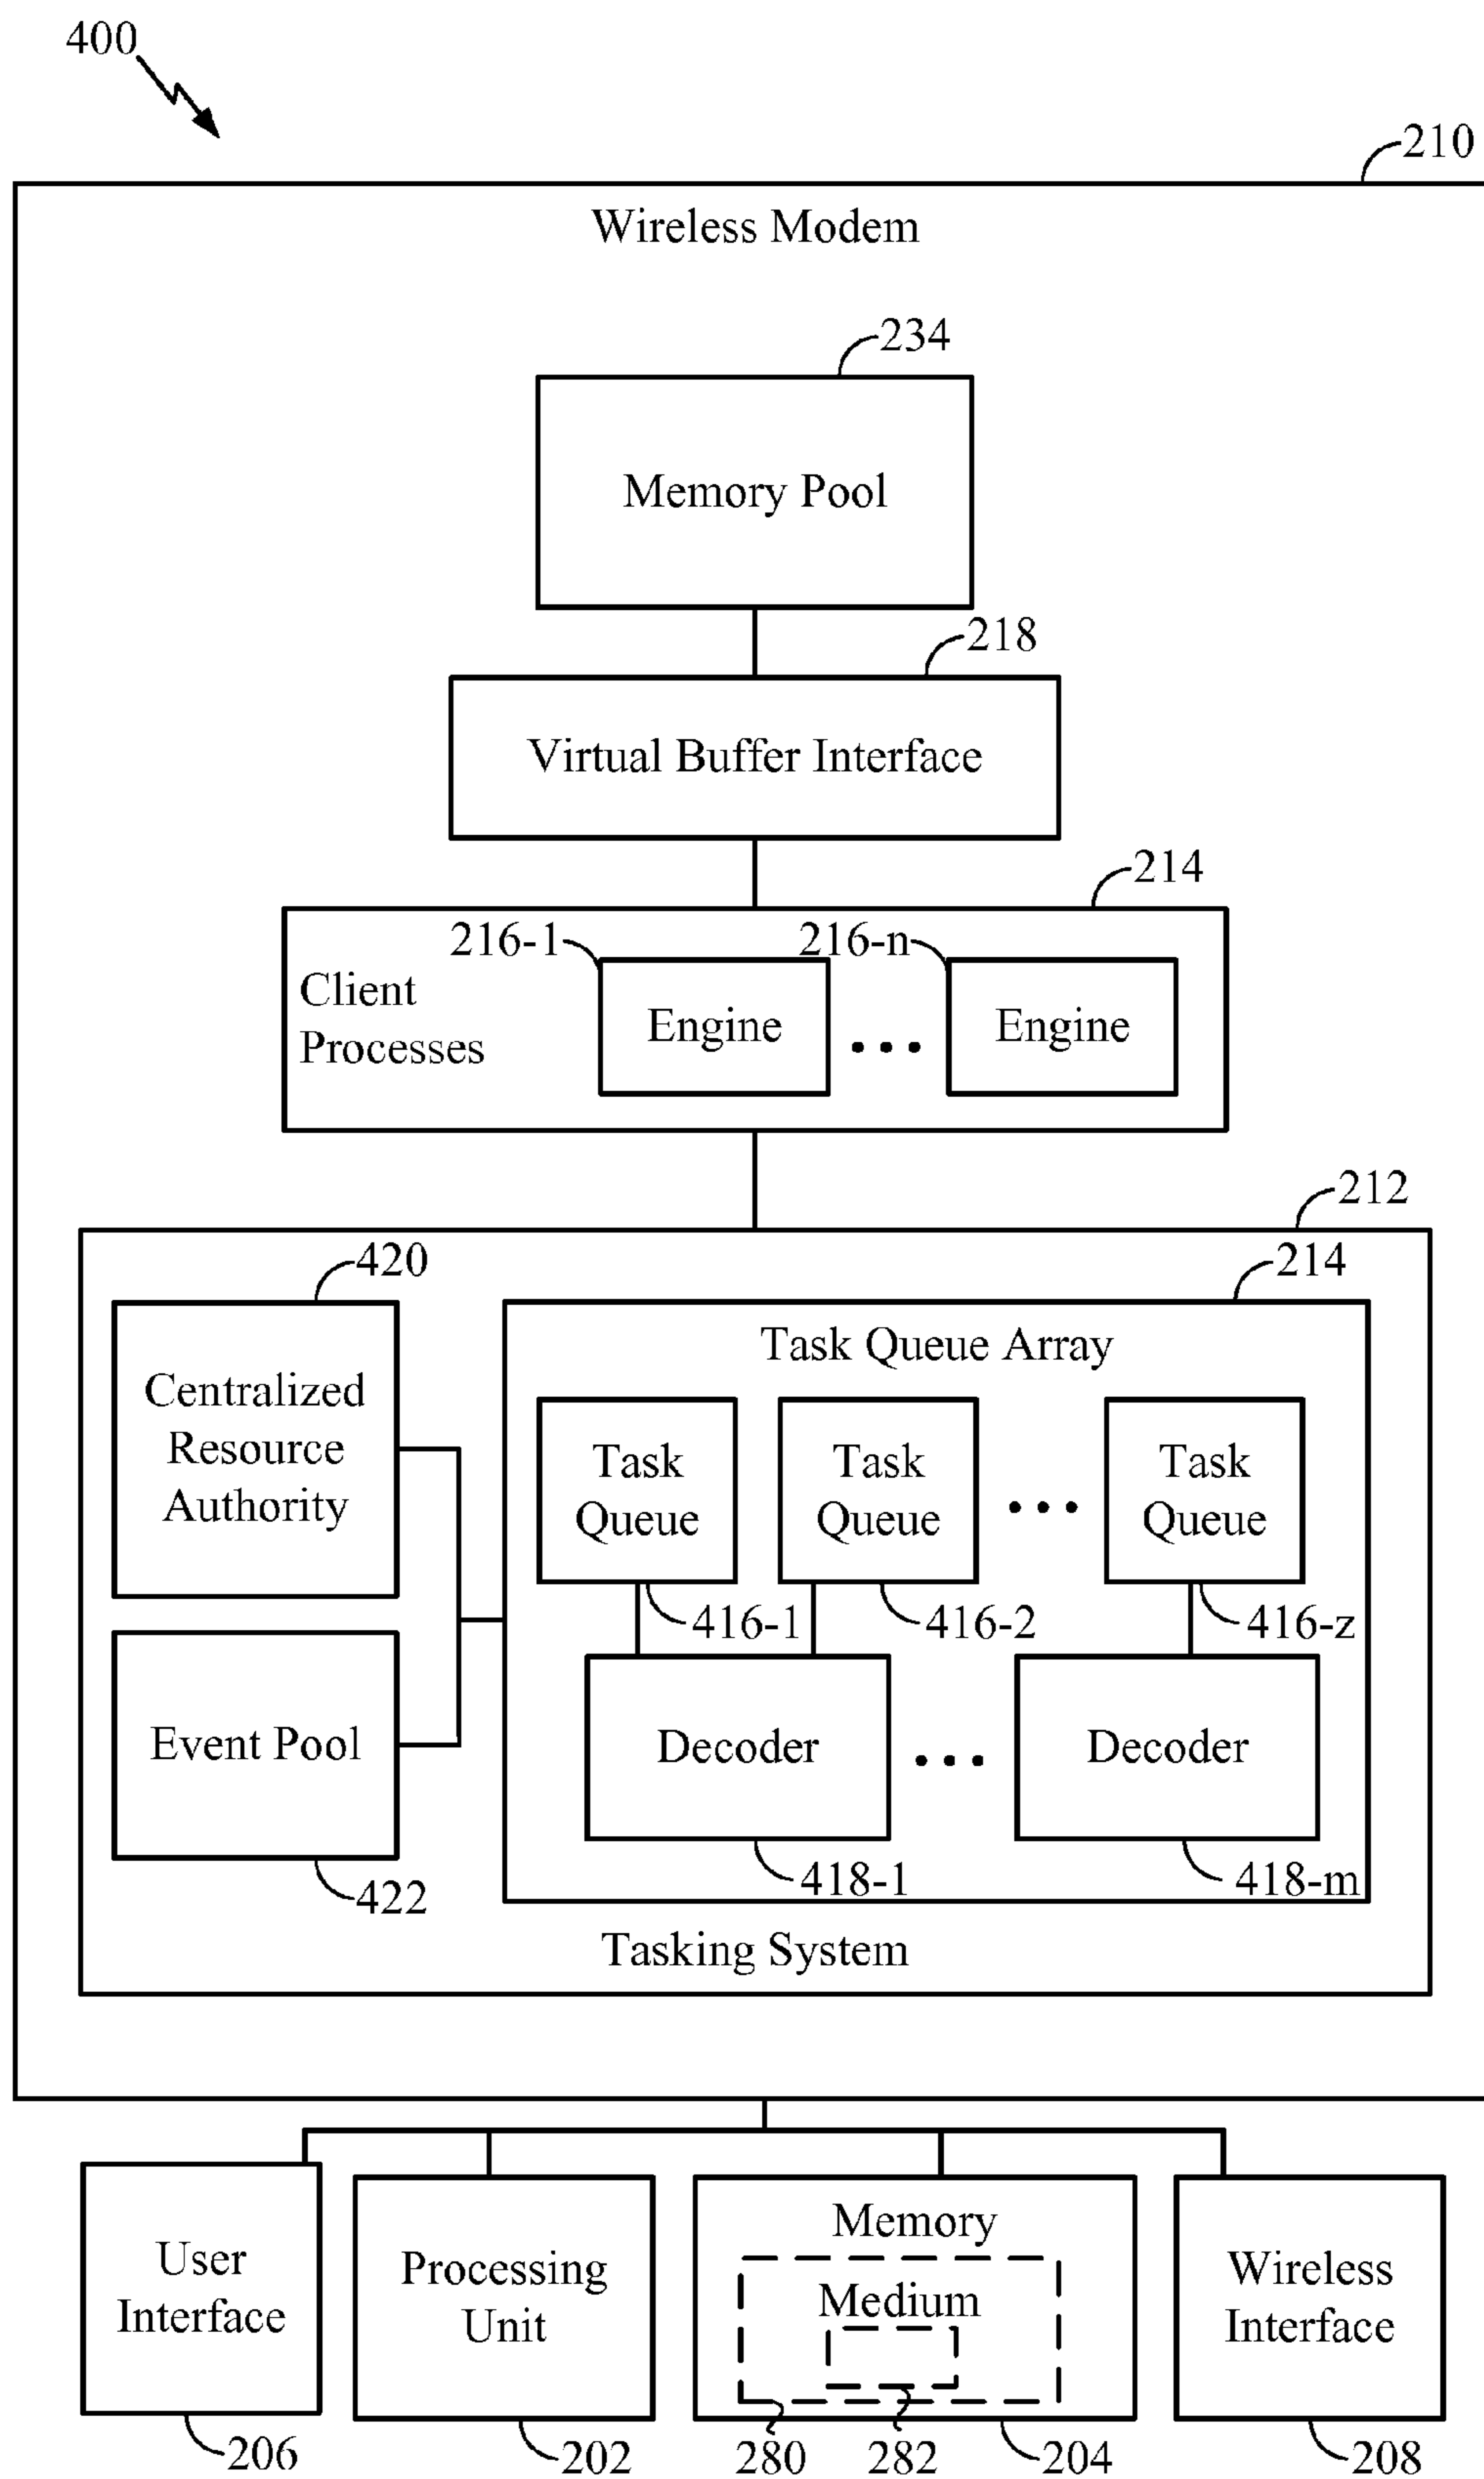 400
210
Wireless Modem
234
Memory Pool
218
Virtual Buffer Interface
214
216-1
216-n
Client
Processes
Engine
Engine
212
420
214
Centralized
Resource
Authority
Task Queue Array
Task
Queue
Task
Queue
Task
Queue
416-1
416-2
416-z
Event Pool
Decoder
Decoder
418-1
418-m
422
Tasking System
User
Interface
Processing
Unit
Memory
Medium
Wireless
Interface
206
202
280
282
204
208